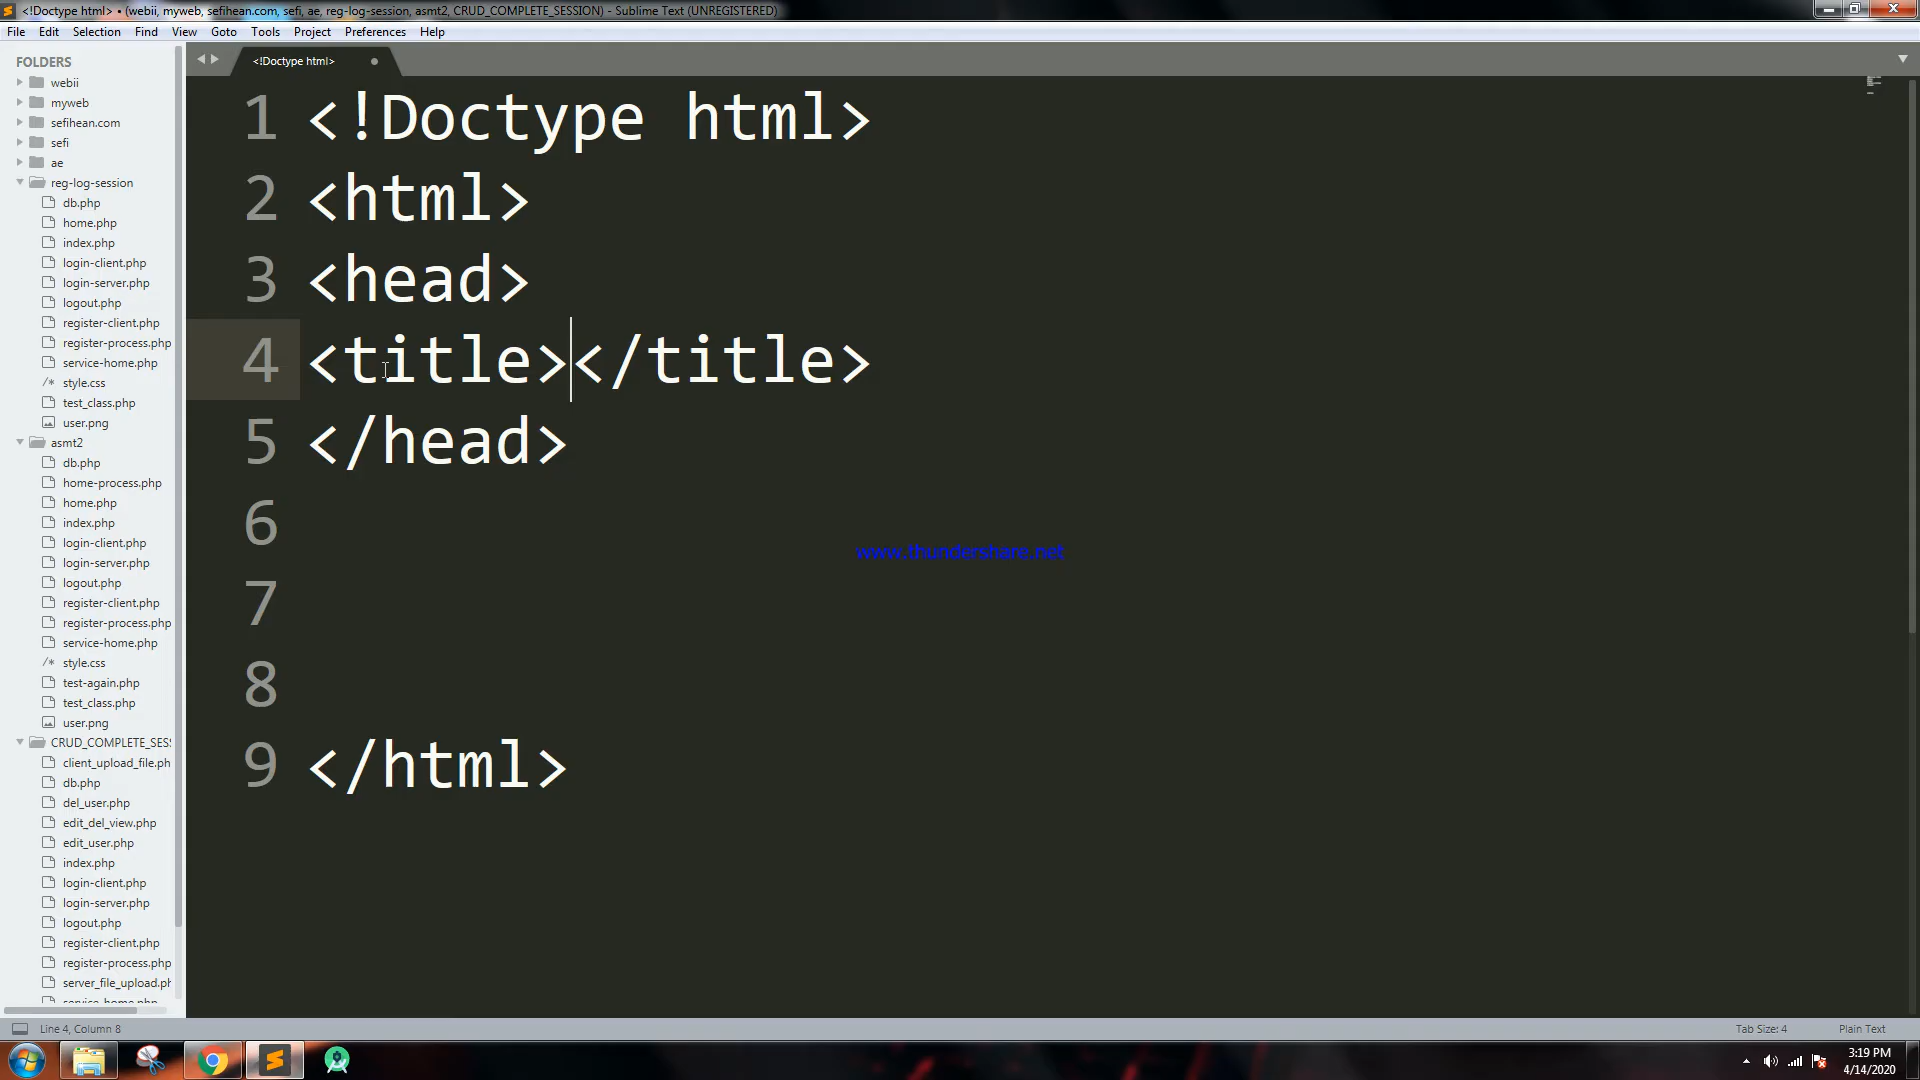 <!Doctype html> • (webii, myweb, sefihean.com, sefi, ae, reg-log-session, asmt2, CRUD_COMPLETE_SESSION) - Sublime Text (UNREGISTERED)
File Edit Selection Find View Goto Tools Project Preferences Help
FOLDERS
webii
myweb
sefihean.com
sefi
ae
reg-log-session
db.php
home.php
index.php
login-client.php
login-server.php
logout.php
register-client.php
register-process.php
service-home.php
/* style.css
test_class.php
user.png
asmt2
db.php
home-process.php
home.php
index.php
login-client.php
login-server.php
logout.php
register-client.php
register-process.php
service-home.php
/* style.css
test-again.php
test_class.php
user.png
CRUD_COMPLETE_SES
client_upload_file.ph
db.php
del_user.php
edit_del_view.php
edit_user.php
index.php
login-client.php
login-server.php
logout.php
register-client.php
register-process.php
server_file_upload.ph
service-home.php
<!Doctype html>
1 <!Doctype html>
2 <html>
3 <head>
4 <title></title>
5 </head>
6
7
8
9 </html>
www.thundershare.net
Line 4, Column 8
Tab Size: 4
Plain Text
3:19 PM
4/14/2020